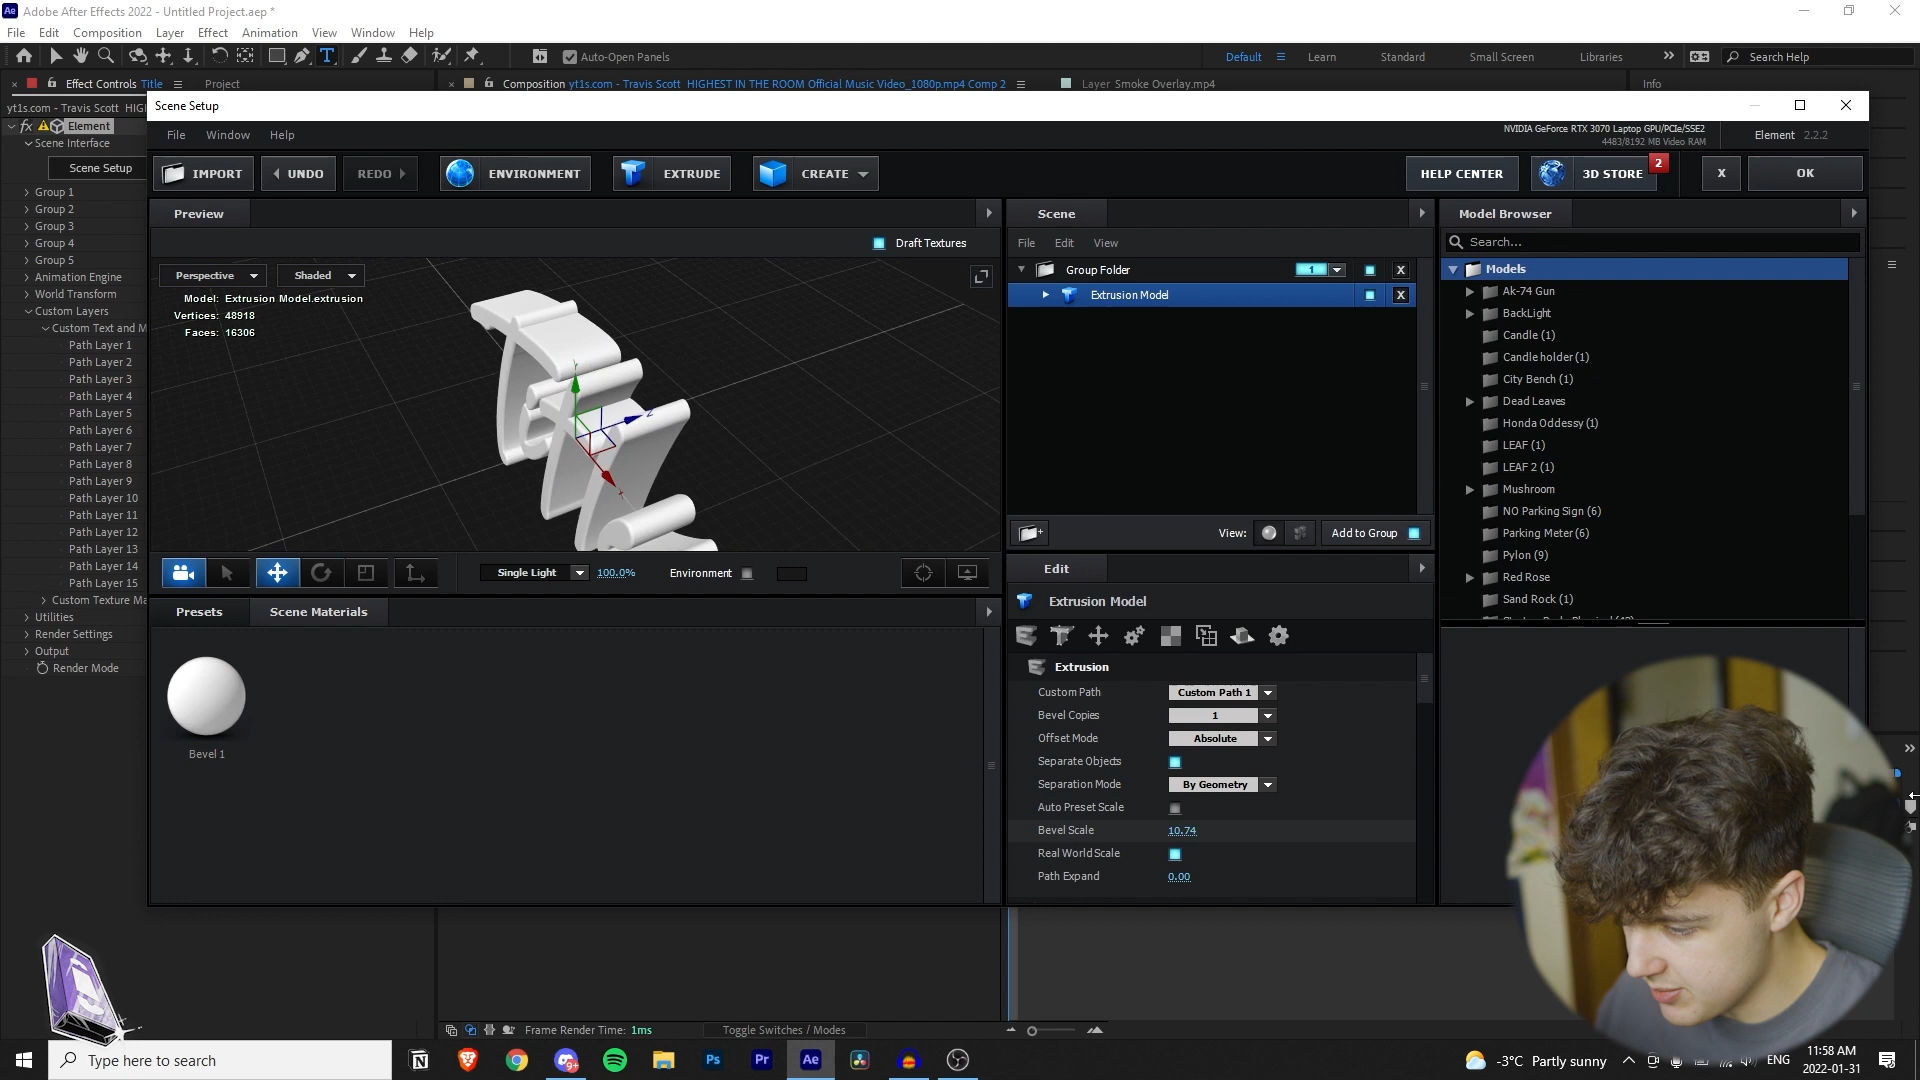 Adobe After Effects 2022 - Untitled Project.aep *
File Edit Composition Layer Effect Animation View Window Help
Auto-Open Panels
Default Learn Standard Small Screen Libraries Search Help
Effect Controls Title Project
Composition yt1s.com - Travis Scott HIGHEST IN THE ROOM Official Music Video_1080p.mp4 Comp 2
Layer Smoke Overlay.mp4
Info
yt1s.com - Travis Scott
Element
Scene Interface
Scene Setup
Group 1
Group 2
Group 3
Group 4
Group 5
Animation Engine
World Transform
Custom Layers
Custom Text and M
Path Layer 1
Path Layer 2
Path Layer 3
Path Layer 4
Path Layer 5
Path Layer 6
Path Layer 7
Path Layer 8
Path Layer 9
Path Layer 10
Path Layer 11
Path Layer 12
Path Layer 13
Path Layer 14
Path Layer 15
Custom Texture Ma
Utilities
Render Settings
Output
Render Mode
Scene Setup
File Window Help
NVIDIA GeForce RTX 3070 Laptop GPU/PCIe/SSE2
4483/8192 MB Video RAM
Element 2.2.2
IMPORT UNDO REDO ENVIRONMENT EXTRUDE CREATE HELP CENTER 3D STORE 2 X OK
Preview
Draft Textures
Perspective Shaded
Model: Extrusion Model.extrusion
Vertices: 48918
Faces: 16306
Y
Z
X
Single Light 100.0% Environment
Presets Scene Materials
Bevel 1
Scene
File Edit View
Group Folder 1 X
Extrusion Model X
View: Add to Group
Edit
Extrusion Model
Extrusion
Custom Path Custom Path 1
Bevel Copies 1
Offset Mode Absolute
Separate Objects
Separation Mode By Geometry
Auto Preset Scale
Bevel Scale 10.74
Real World Scale
Path Expand 0.00
Model Browser
Search...
Models
Ak-74 Gun
BackLight
Candle (1)
Candle holder (1)
City Bench (1)
Dead Leaves
Honda Oddessy (1)
LEAF (1)
LEAF 2 (1)
Mushroom
NO Parking Sign (6)
Parking Meter (6)
Pylon (9)
Red Rose
Sand Rock (1)
Frame Render Time: 1ms
Toggle Switches / Modes
Type here to search
Ps Pr Ae
-3°C Partly sunny
ENG
11:58 AM
2022-01-31